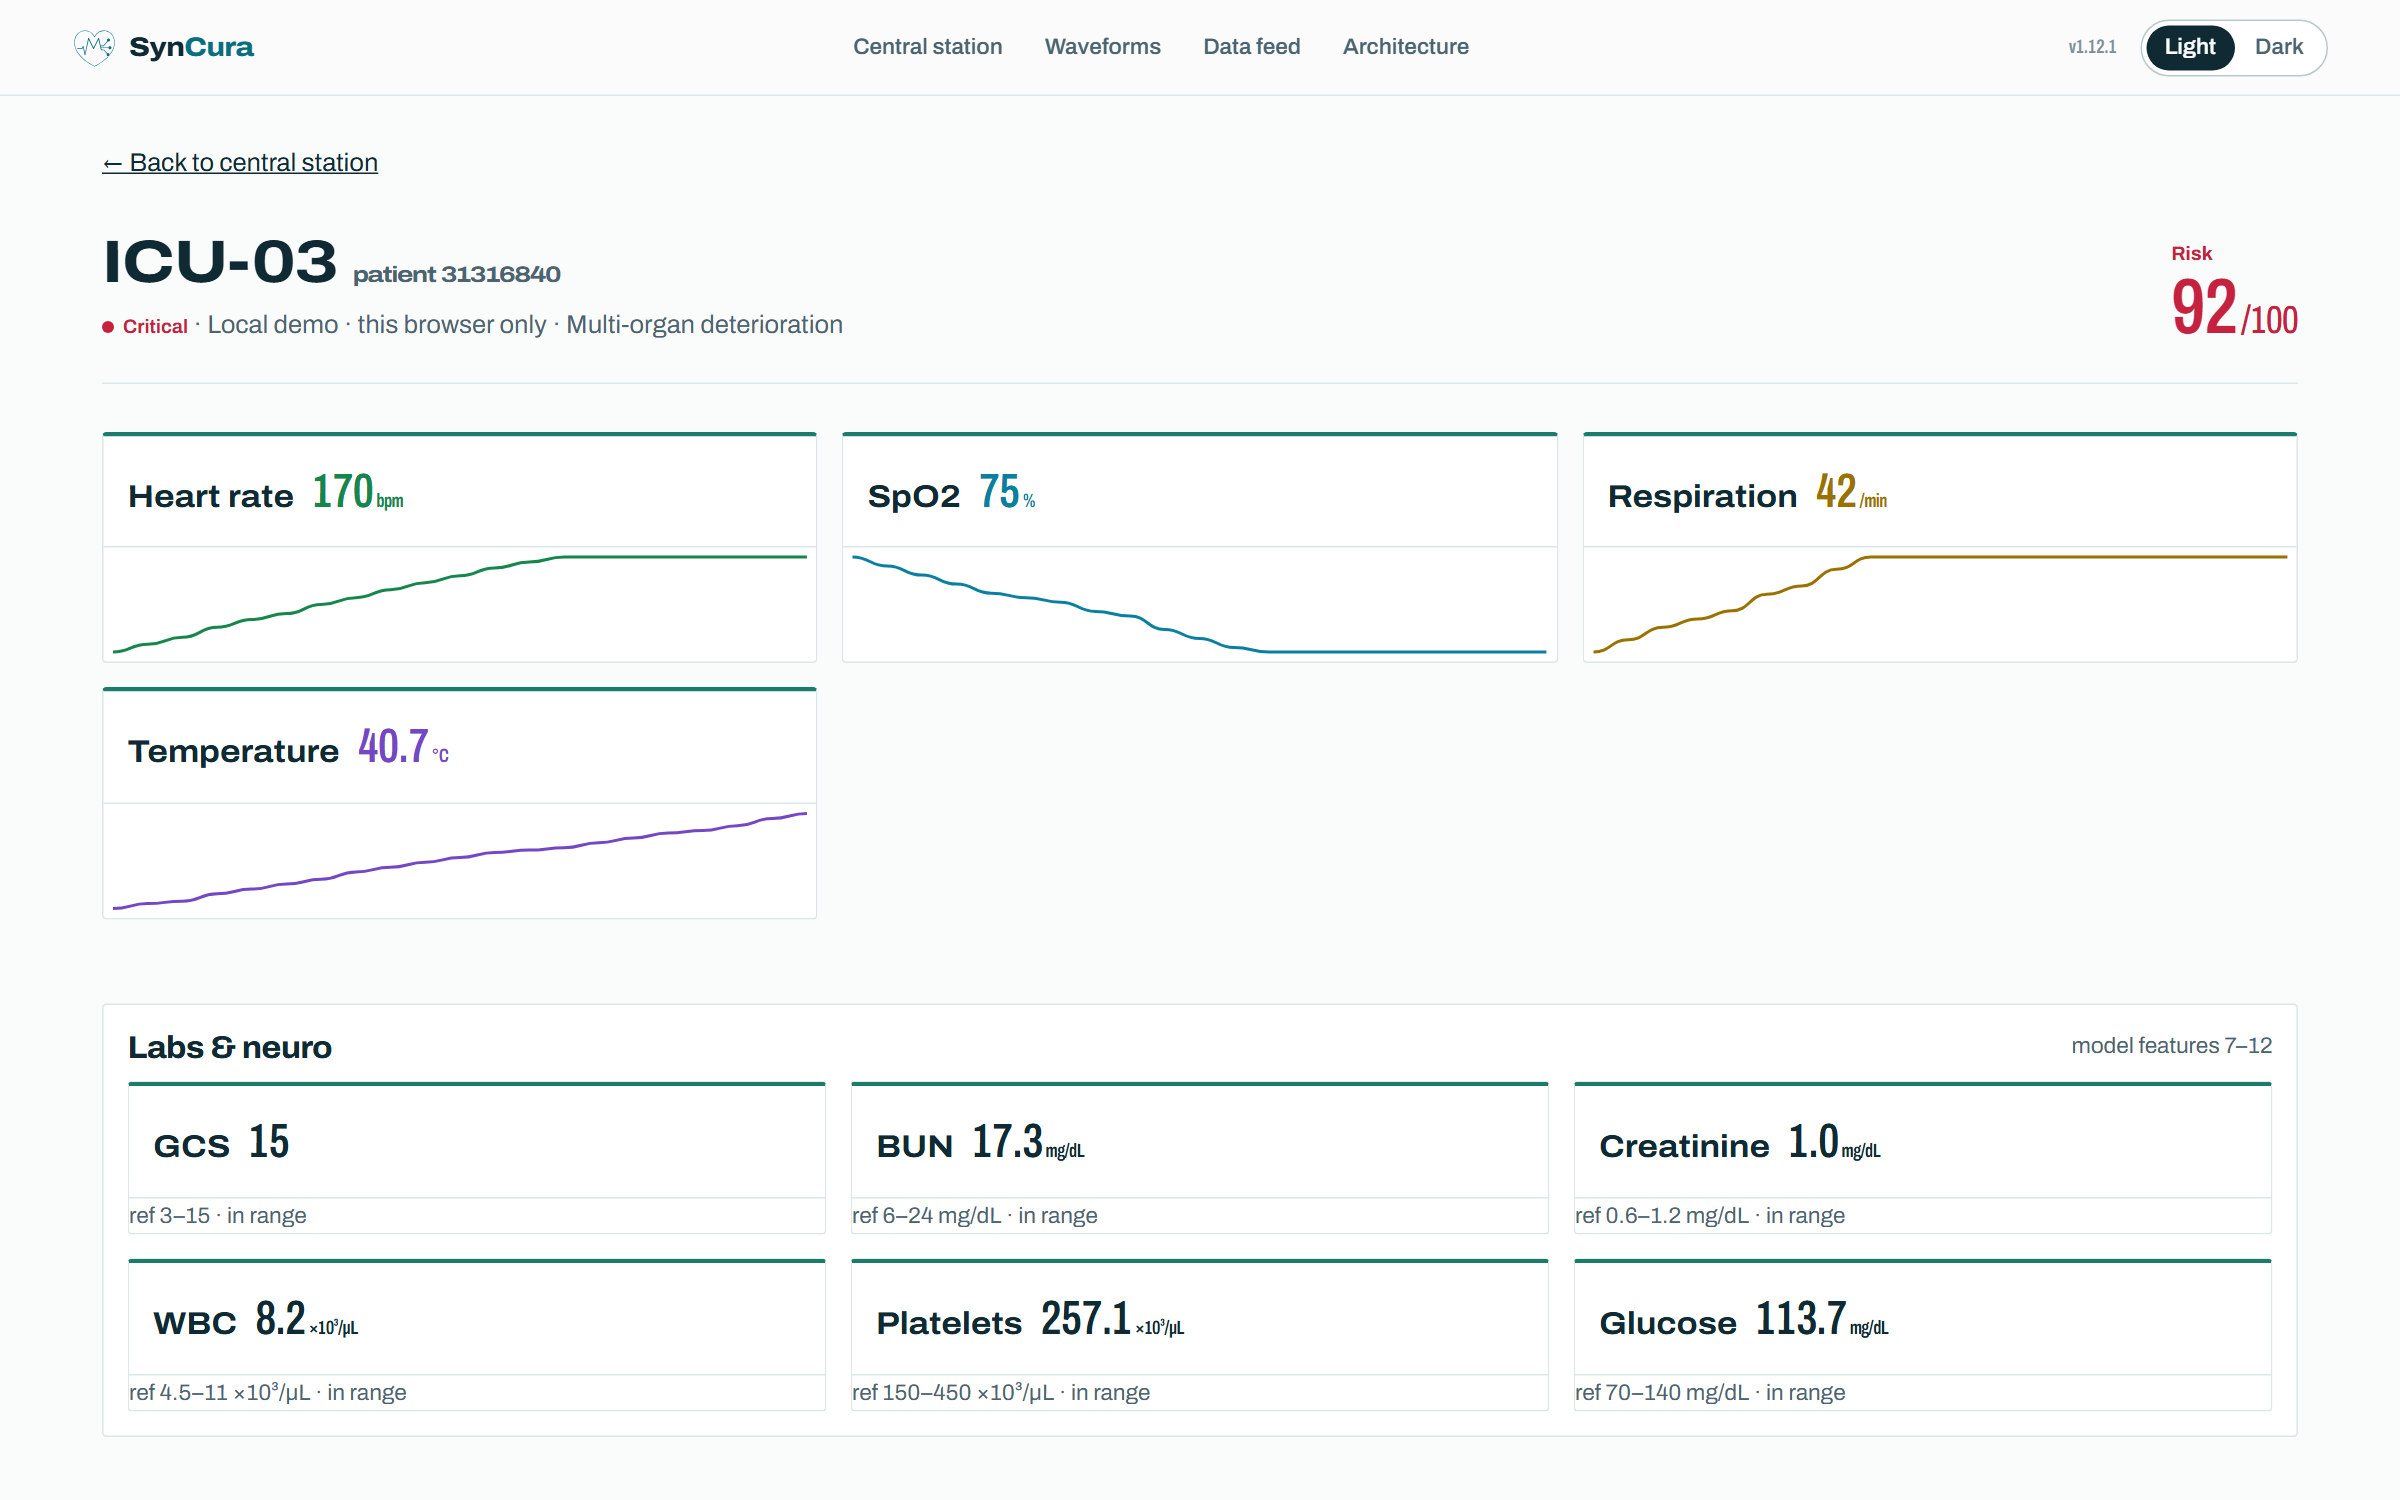 SynCura
Central station Waveforms Data feed Architecture
v1.12.1 Light Dark
← Back to central station
ICU-03 patient 31316840
Critical · Local demo · this browser only · Multi-organ deterioration
Risk
92/100
Heart rate 170 bpm
SpO2 75 %
Respiration 42 /min
Temperature 40.7 °C
Labs & neuro
model features 7–12
GCS 15
ref 3–15 · in range
BUN 17.3 mg/dL
ref 6–24 mg/dL · in range
Creatinine 1.0 mg/dL
ref 0.6–1.2 mg/dL · in range
WBC 8.2 ×10³/µL
ref 4.5–11 ×10³/µL · in range
Platelets 257.1 ×10³/µL
ref 150–450 ×10³/µL · in range
Glucose 113.7 mg/dL
ref 70–140 mg/dL · in range